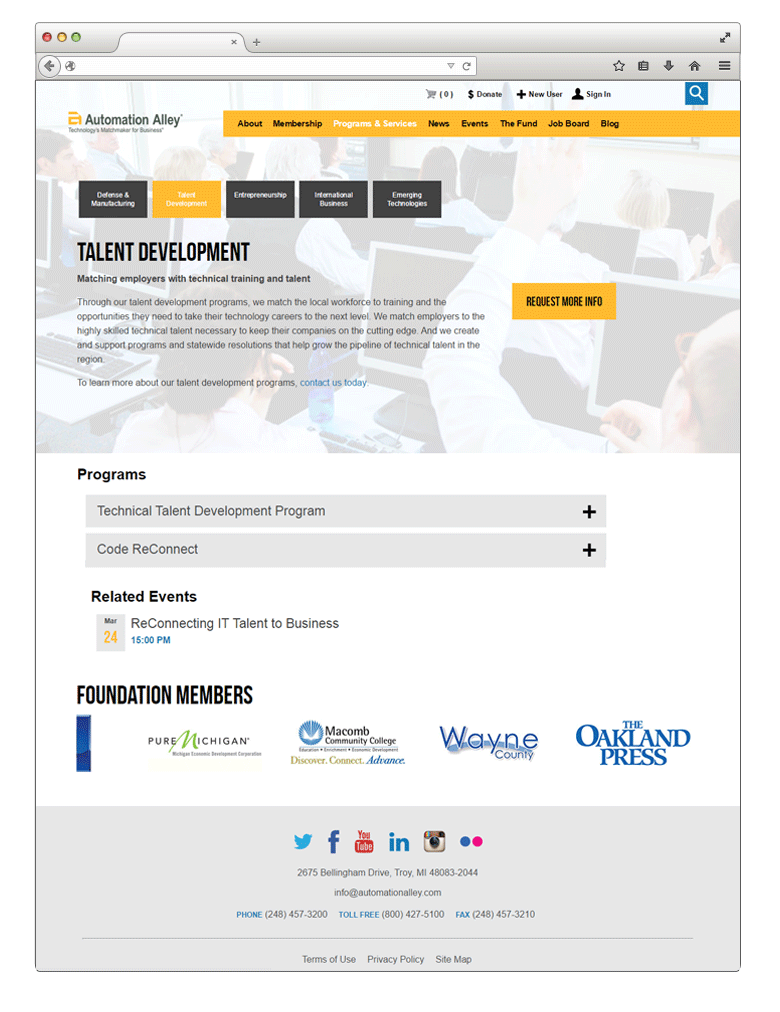 ( 0 ) $ Donate New User Sign In
Automation Alley®
Technology's Matchmaker for Business®
About Membership Programs & Services News Events The Fund Job Board Blog
Defense &
Manufacturing
Talent
Development
Entrepreneurship
International
Business
Emerging
Technologies
TALENT DEVELOPMENT
Matching employers with technical training and talent
Through our talent development programs, we match the local workforce to training and the
opportunities they need to take their technology careers to the next level. We match employers to the
highly skilled technical talent necessary to keep their companies on the cutting edge. And we create
and support programs and statewide resolutions that help grow the pipeline of technical talent in the
region.
To learn more about our talent development programs, contact us today.
REQUEST MORE INFO
Programs
Technical Talent Development Program
Code ReConnect
Related Events
Mar
24
ReConnecting IT Talent to Business
15:00 PM
FOUNDATION MEMBERS
PURE MICHIGAN®
Michigan Economic Development Corporation
Macomb
Community College
Education • Enrichment • Economic Development
Discover. Connect. Advance.
Wayne
County
THE
OAKLAND
PRESS
You
Tube
2675 Bellingham Drive, Troy, MI 48083-2044
info@automationalley.com
PHONE (248) 457-3200 TOLL FREE (800) 427-5100 FAX (248) 457-3210
Terms of Use Privacy Policy Site Map